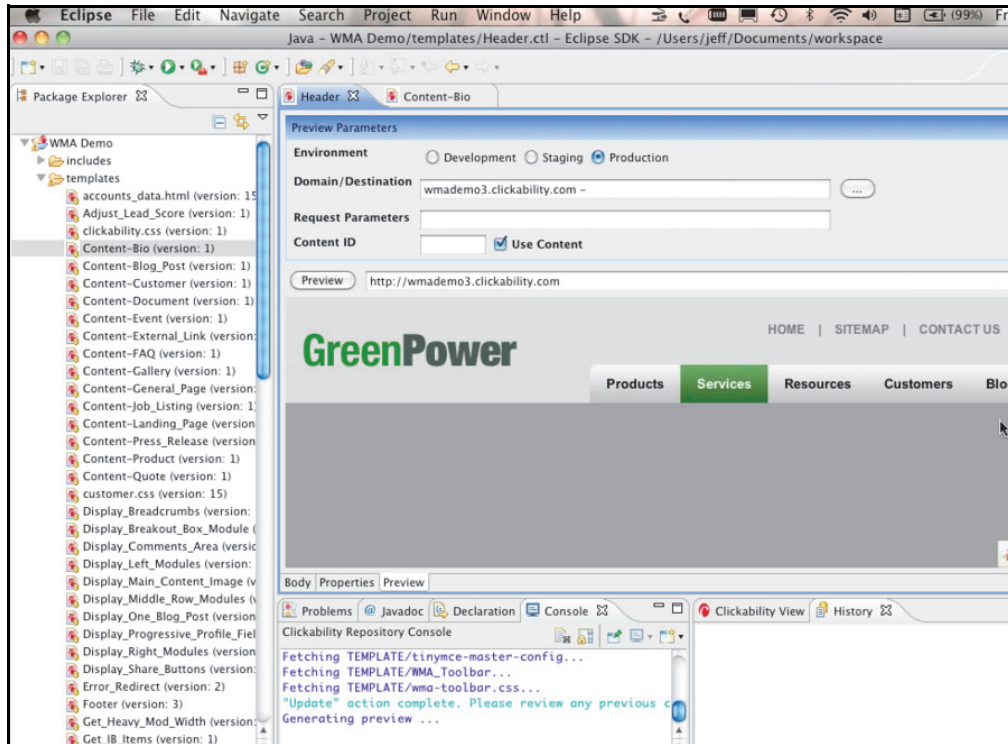 Eclipse File Edit Navigate Search Project Run Window Help (99%) Fr
Java – WMA Demo/templates/Header.ctl – Eclipse SDK – /Users/jeff/Documents/workspace
Package Explorer
WMA Demo
includes
templates
accounts_data.html (version: 15
Adjust_Lead_Score (version: 1)
clickability.css (version: 1)
Content-Bio (version: 1)
Content-Blog_Post (version: 1)
Content-Customer (version: 1)
Content-Document (version: 1)
Content-Event (version: 1)
Content-External_Link (version:
Content-FAQ (version: 1)
Content-Gallery (version: 1)
Content-General_Page (version:
Content-Job_Listing (version: 1
Content-Landing_Page (version
Content-Press_Release (version
Content-Product (version: 1)
Content-Quote (version: 1)
customer.css (version: 15)
Display_Breadcrumbs (version:
Display_Breakout_Box_Module (
Display_Comments_Area (versio
Display_Left_Modules (version:
Display_Main_Content_Image (v
Display_Middle_Row_Modules (v
Display_One_Blog_Post (version
Display_Progressive_Profile_Fiel
Display_Right_Modules (version
Display_Share_Buttons (version:
Error_Redirect (version: 2)
Footer (version: 3)
Get_Heavy_Mod_Width (version:
Get_IB_Items (version: 1)
Header Content-Bio
Preview Parameters
Environment Development Staging Production
Domain/Destination wmademo3.clickability.com – ...
Request Parameters
Content ID Use Content
Preview http://wmademo3.clickability.com
HOME | SITEMAP | CONTACT US
GreenPower
Products Services Resources Customers Blo
Body Properties Preview
Problems @ Javadoc Declaration Console
Clickability Repository Console
Fetching TEMPLATE/tinymce-master-config...
Fetching TEMPLATE/WMA_Toolbar...
Fetching TEMPLATE/wma-toolbar.css...
"Update" action complete. Please review any previous c
Generating preview ...
Clickability View History